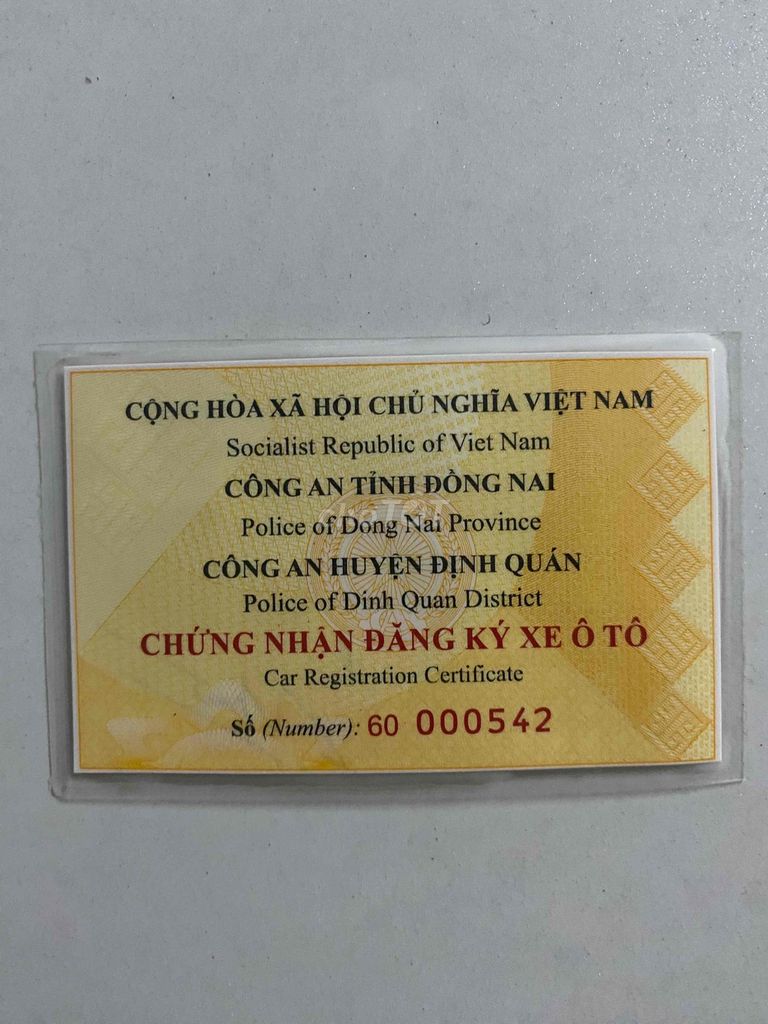 CỘNG HÒA XÃ HỘI CHỦ NGHĨA VIỆT NAM
Socialist Republic of Viet Nam
CÔNG AN TỈNH ĐỒNG NAI
Police of Dong Nai Province
CÔNG AN HUYỆN ĐỊNH QUÁN
Police of Dinh Quan District
CHỨNG NHẬN ĐĂNG KÝ XE Ô TÔ
Car Registration Certificate
Số (Number): 60 000542